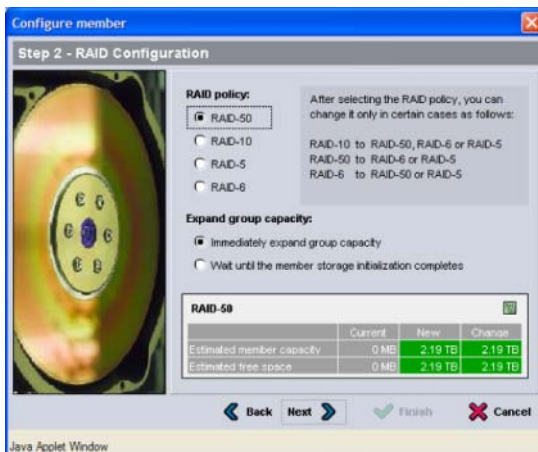 Configure member
Step 2 - RAID Configuration
RAID policy:
RAID-50
RAID-10
RAID-5
RAID-6
After selecting the RAID policy, you can
change it only in certain cases as follows:
RAID-10 to RAID-50, RAID-6 or RAID-5
RAID-50 to RAID-6 or RAID-5
RAID-6 to RAID-50 or RAID-5
Expand group capacity:
Immediately expand group capacity
Wait until the member storage initialization completes
RAID-50
Current New Change
Estimated member capacity 0 MB 2.19 TB 2.19 TB
Estimated free space 0 MB 2.19 TB 2.19 TB
Back Next Finish Cancel
Java Applet Window